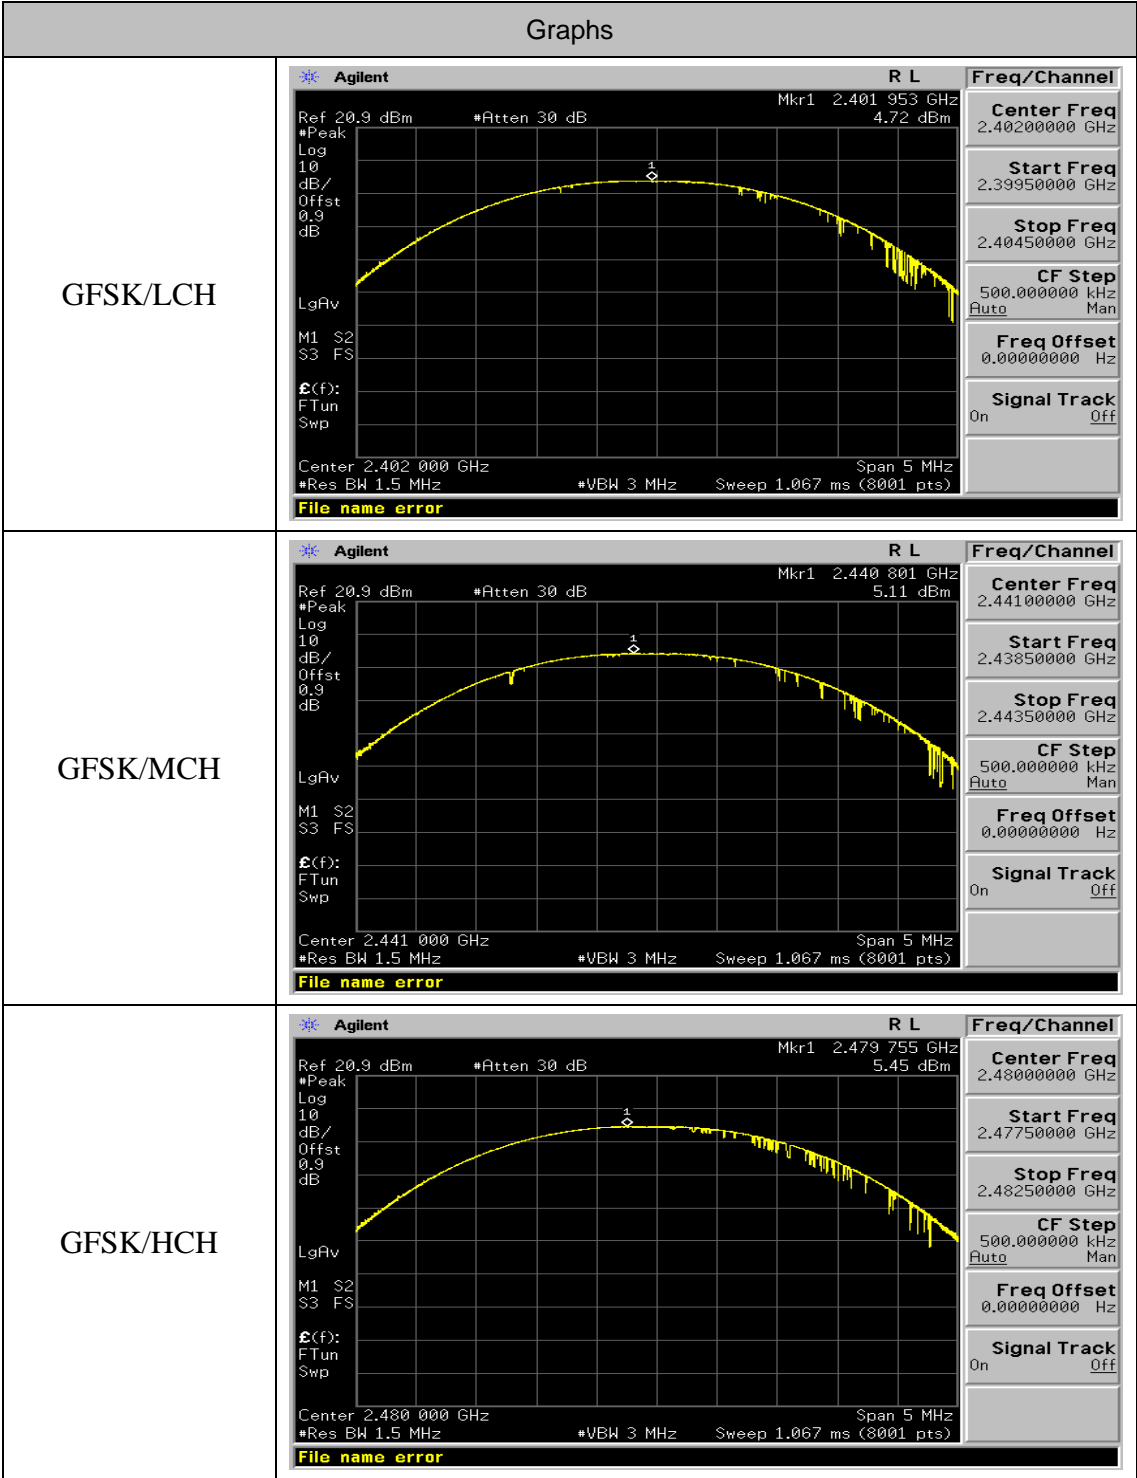 Graphs
GFSK/LCH
Agilent R L Freq/Channel
Mkr1 2.401 953 GHz
Ref 20.9 dBm #Atten 30 dB 4.72 dBm
#Peak
Log
10
dB/
Offst
0.9
dB
1
LgAv
M1 S2
S3 FS
£(f):
FTun
Swp
Center 2.402 000 GHz Span 5 MHz
#Res BW 1.5 MHz #VBW 3 MHz Sweep 1.067 ms (8001 pts)
File name error
Center Freq
2.40200000 GHz
Start Freq
2.39950000 GHz
Stop Freq
2.40450000 GHz
CF Step
500.000000 kHz
Auto Man
Freq Offset
0.00000000 Hz
Signal Track
On Off
GFSK/MCH
Agilent R L Freq/Channel
Mkr1 2.440 801 GHz
Ref 20.9 dBm #Atten 30 dB 5.11 dBm
#Peak
Log
10
dB/
Offst
0.9
dB
1
LgAv
M1 S2
S3 FS
£(f):
FTun
Swp
Center 2.441 000 GHz Span 5 MHz
#Res BW 1.5 MHz #VBW 3 MHz Sweep 1.067 ms (8001 pts)
File name error
Center Freq
2.44100000 GHz
Start Freq
2.43850000 GHz
Stop Freq
2.44350000 GHz
CF Step
500.000000 kHz
Auto Man
Freq Offset
0.00000000 Hz
Signal Track
On Off
GFSK/HCH
Agilent R L Freq/Channel
Mkr1 2.479 755 GHz
Ref 20.9 dBm #Atten 30 dB 5.45 dBm
#Peak
Log
10
dB/
Offst
0.9
dB
1
LgAv
M1 S2
S3 FS
£(f):
FTun
Swp
Center 2.480 000 GHz Span 5 MHz
#Res BW 1.5 MHz #VBW 3 MHz Sweep 1.067 ms (8001 pts)
File name error
Center Freq
2.48000000 GHz
Start Freq
2.47750000 GHz
Stop Freq
2.48250000 GHz
CF Step
500.000000 kHz
Auto Man
Freq Offset
0.00000000 Hz
Signal Track
On Off